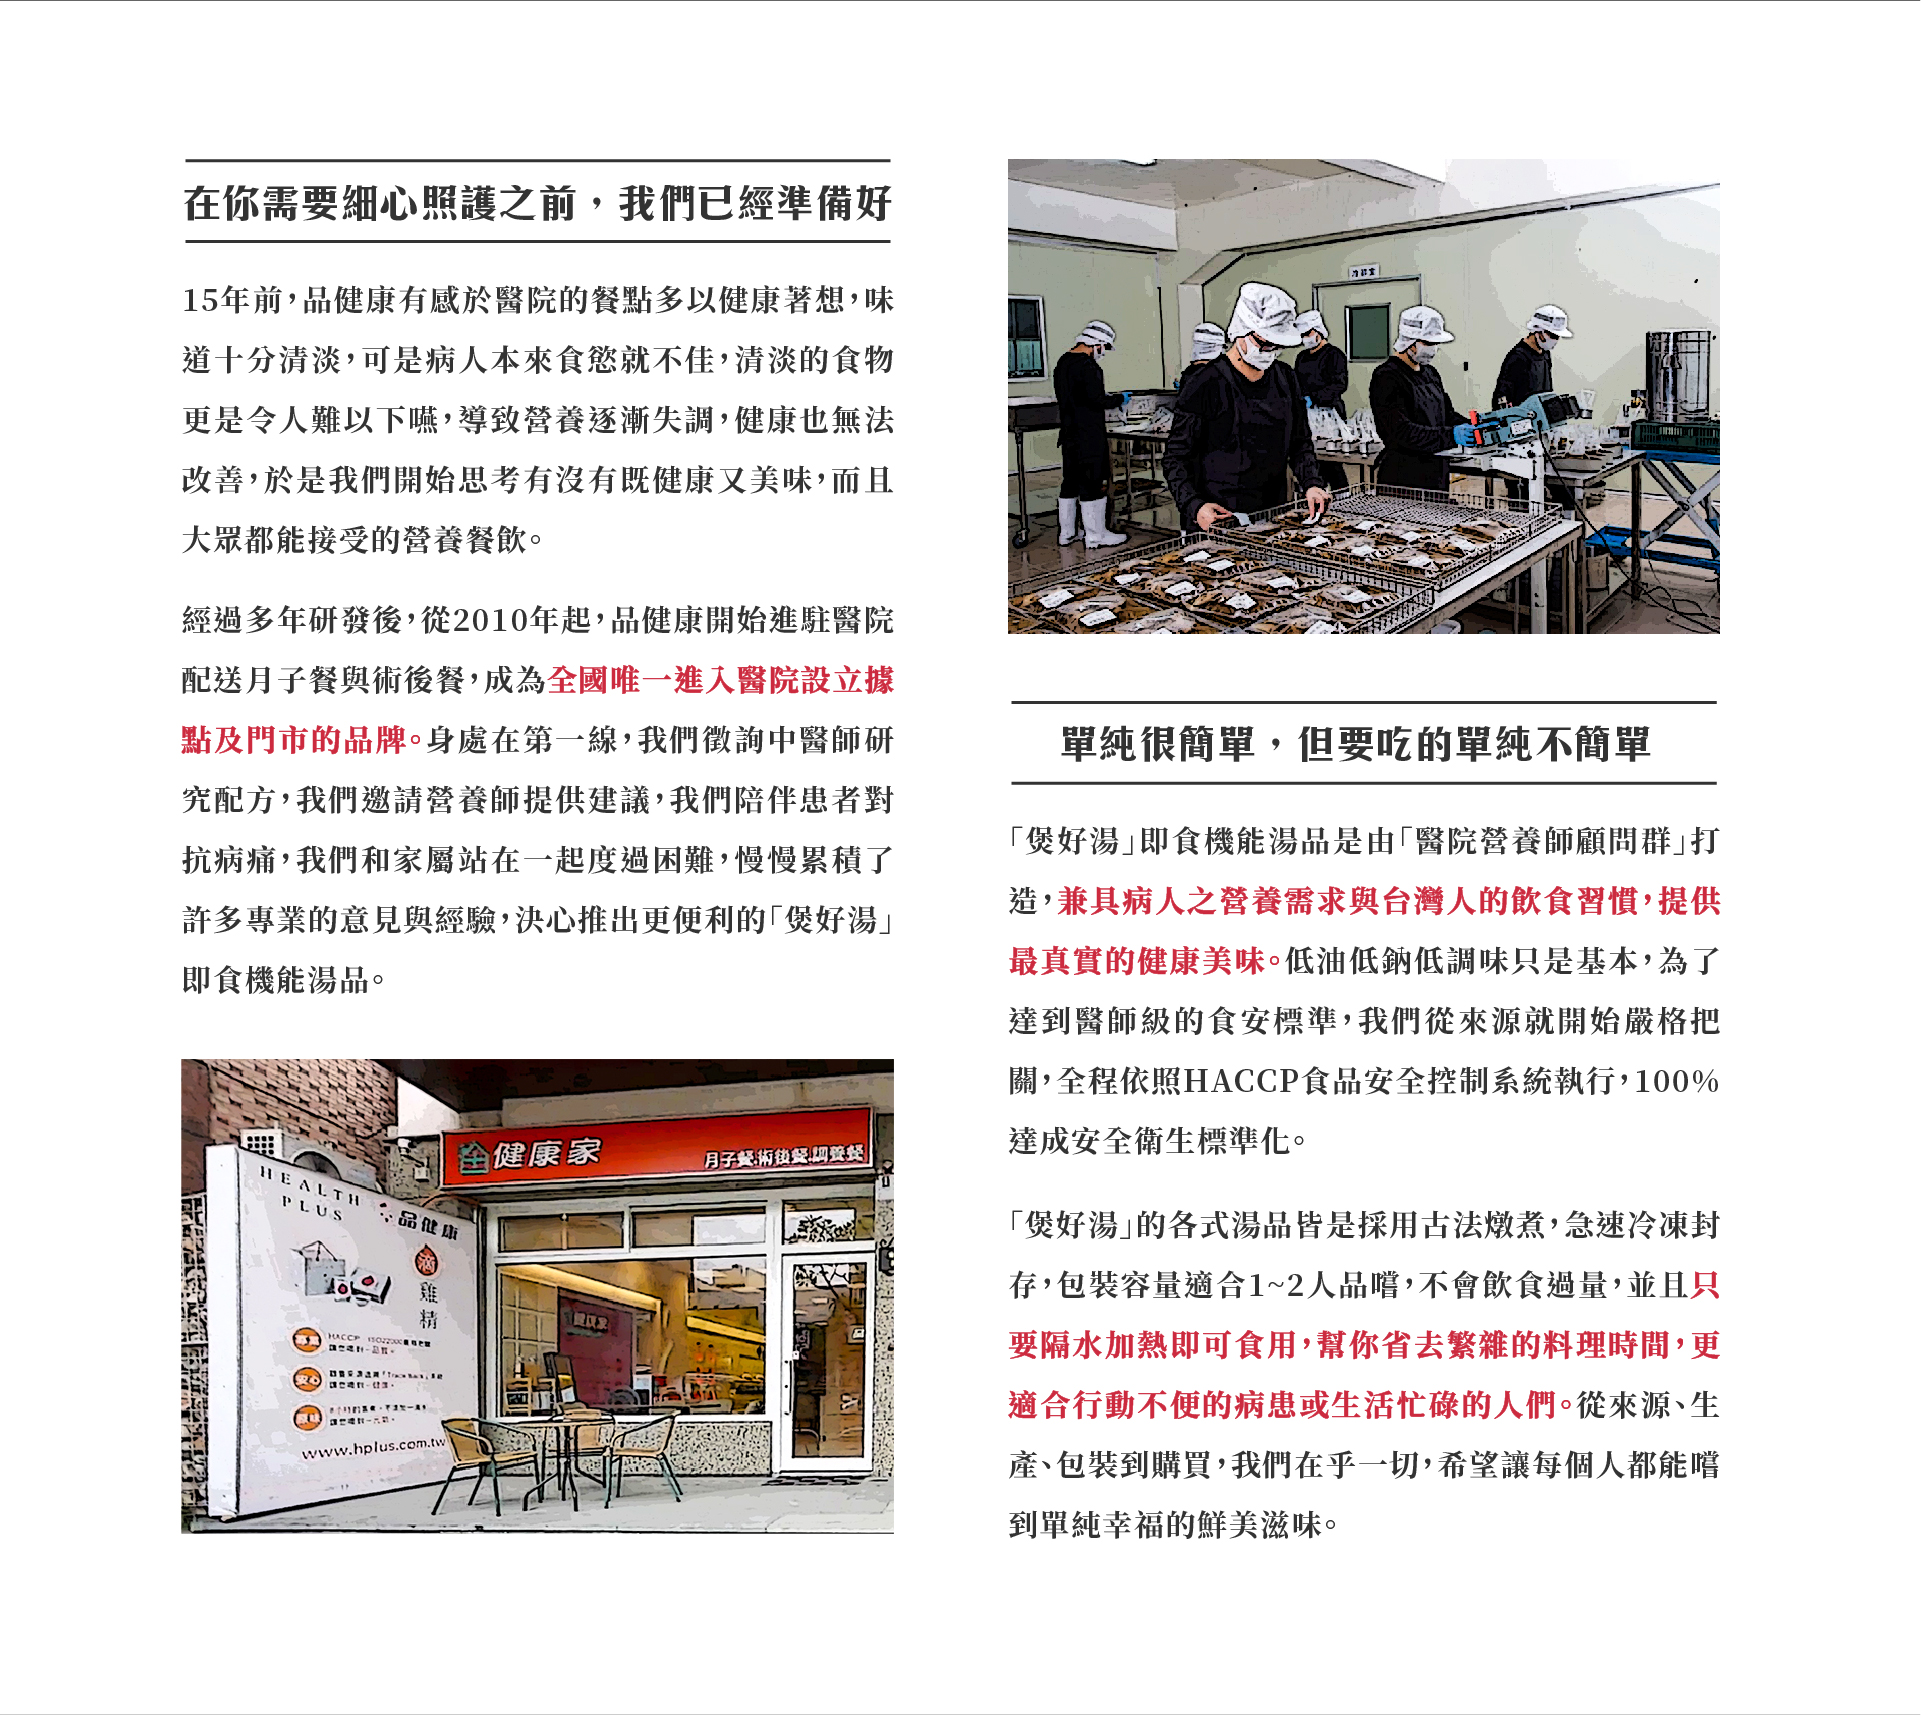 在你需要細心照護之前，我們已經準備好
15年前，品健康有感於醫院的餐點多以健康著想，味
道十分清淡，可是病人本來食慾就不佳，清淡的食物
更是令人難以下嚥，導致營養逐漸失調，健康也無法
改善，於是我們開始思考有沒有既健康又美味，而且
大眾都能接受的營養餐飲。
經過多年研發後，從2010年起，品健康開始進駐醫院
配送月子餐與術後餐，成為全國唯一進入醫院設立據
點及門市的品牌。身處在第一線，我們徵詢中醫師研
究配方，我們邀請營養師提供建議，我們陪伴患者對
抗病痛，我們和家屬站在一起度過困難，慢慢累積了
許多專業的意見與經驗，決心推出更便利的「煲好湯」
即食機能湯品。
健康家
月子餐.術後餐.調養餐
HEALTH
PLUS
品健康
滴
雞
精
HACCP
安心
原味
www.hplus.com.tw
單純很簡單，但要吃的單純不簡單
「煲好湯」即食機能湯品是由「醫院營養師顧問群」打
造，兼具病人之營養需求與台灣人的飲食習慣，提供
最真實的健康美味。低油低鈉低調味只是基本，為了
達到醫師級的食安標準，我們從來源就開始嚴格把
關，全程依照HACCP食品安全控制系統執行，100%
達成安全衛生標準化。
「煲好湯」的各式湯品皆是採用古法燉煮，急速冷凍封
存，包裝容量適合1~2人品嚐，不會飲食過量，並且只
要隔水加熱即可食用，幫你省去繁雜的料理時間，更
適合行動不便的病患或生活忙碌的人們。從來源、生
產、包裝到購買，我們在乎一切，希望讓每個人都能嚐
到單純幸福的鮮美滋味。